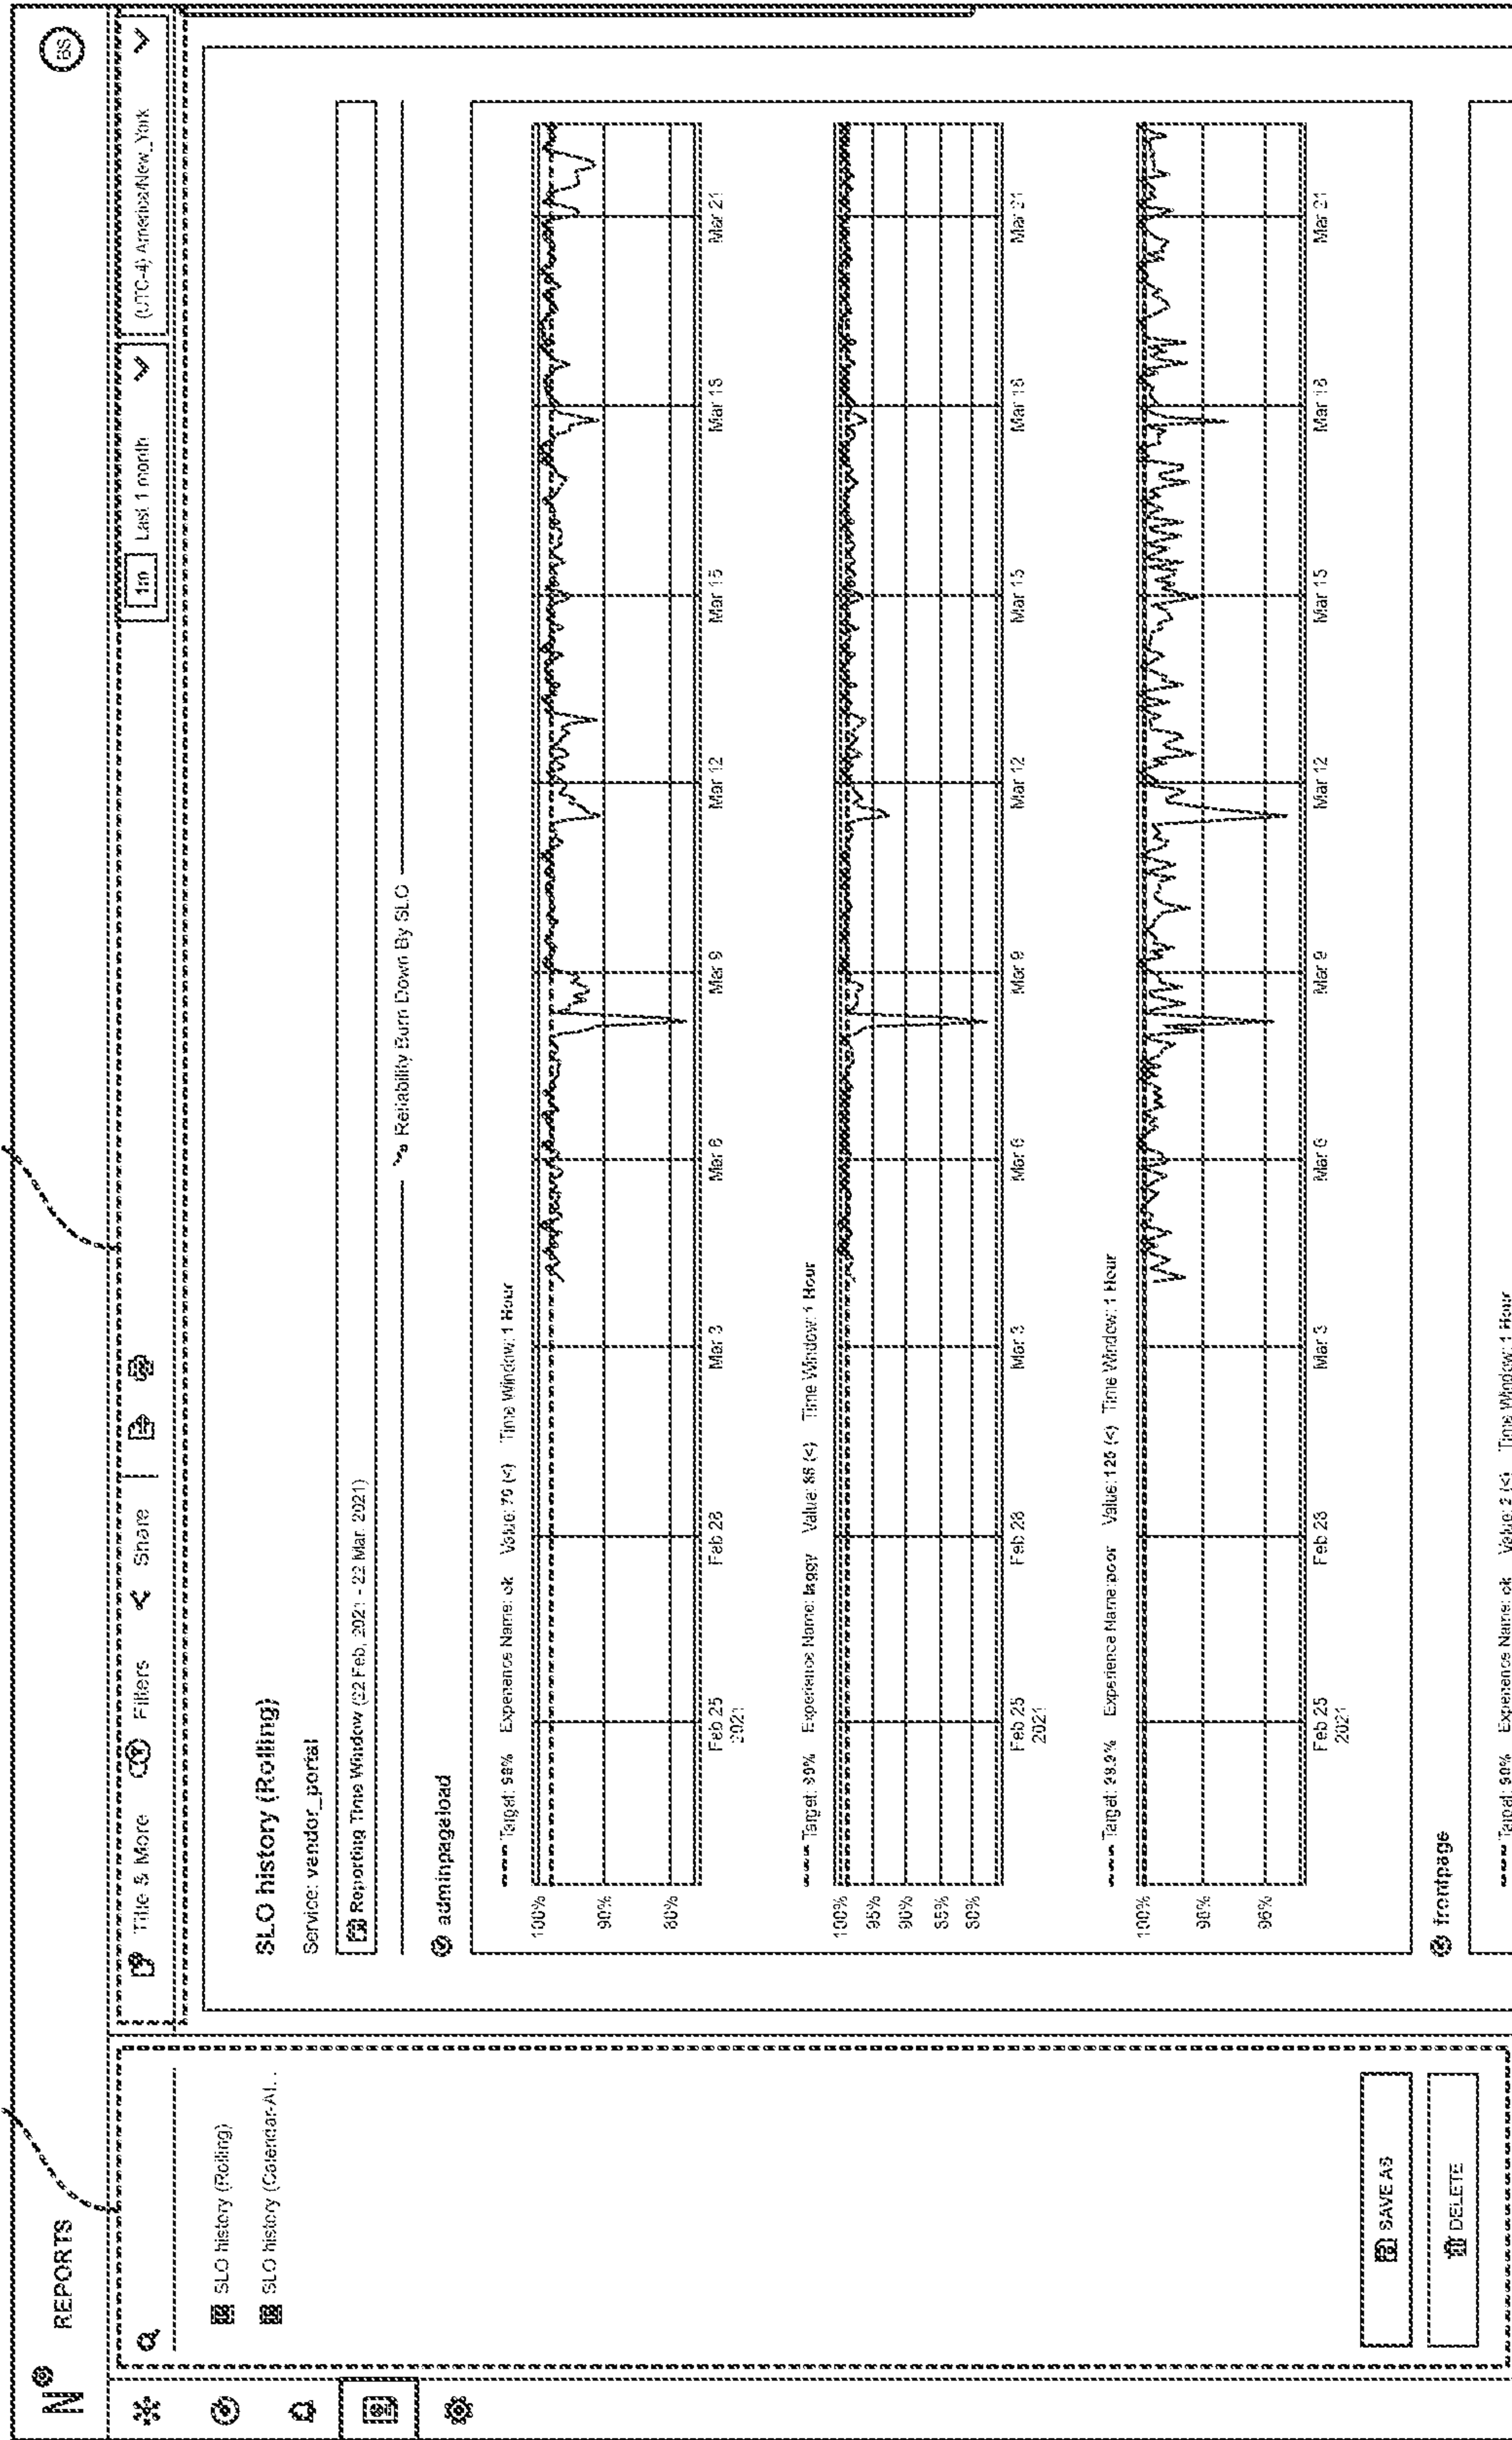 N
REPORTS
BS
Title & More
Filters
Share
1m
Last 1 month
(UTC-4) America/New_York
SLO history (Rolling)
SLO history (Calendar-Al...
SAVE AS
DELETE
SLO history (Rolling)
Service: vendor_portal
Reporting Time Window (22 Feb, 2021 - 22 Mar, 2021)
Reliability Burn Down By SLO
adminpageload
Experience Name: ok
Time Window: 1 Hour
100%
90%
80%
Feb 25 Feb 28 Mar 3 Mar 6 Mar 9 Mar 12 Mar 15 Mar 18 Mar 21
2021
Experience Name: laggy
Time Window: 1 Hour
100%
95%
90%
85%
80%
Feb 25 Feb 28 Mar 3 Mar 6 Mar 9 Mar 12 Mar 15 Mar 18 Mar 21
2021
Experience Name: poor Value: 125 (<) Time Window: 1 Hour
100%
98%
96%
Feb 25 Feb 28 Mar 3 Mar 6 Mar 9 Mar 12 Mar 15 Mar 18 Mar 21
2021
frontpage
Experience Name: ok Value: 2 (<) Time Window: 1 Hour